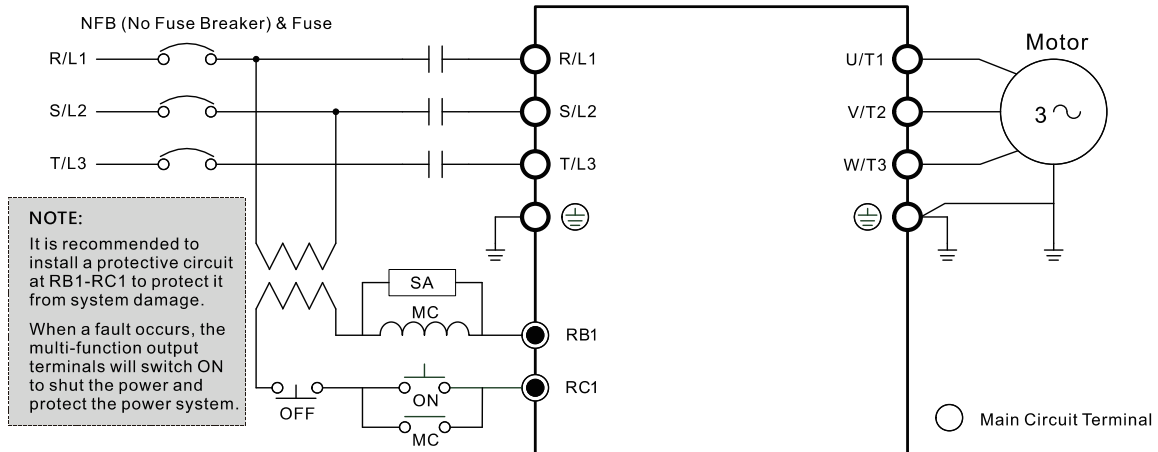 NFB (No Fuse Breaker) & Fuse
R/L1
R/L1
U/T1
Motor
S/L2
S/L2
V/T2
3
T/L3
T/L3
W/T3
NOTE:
It is recommended to
install a protective circuit
at RB1-RC1 to protect it
from system damage.
When a fault occurs, the
multi-function output
terminals will switch ON
to shut the power and
protect the power system.
SA
MC
RB1
OFF
ON
RC1
MC
Main Circuit Terminal